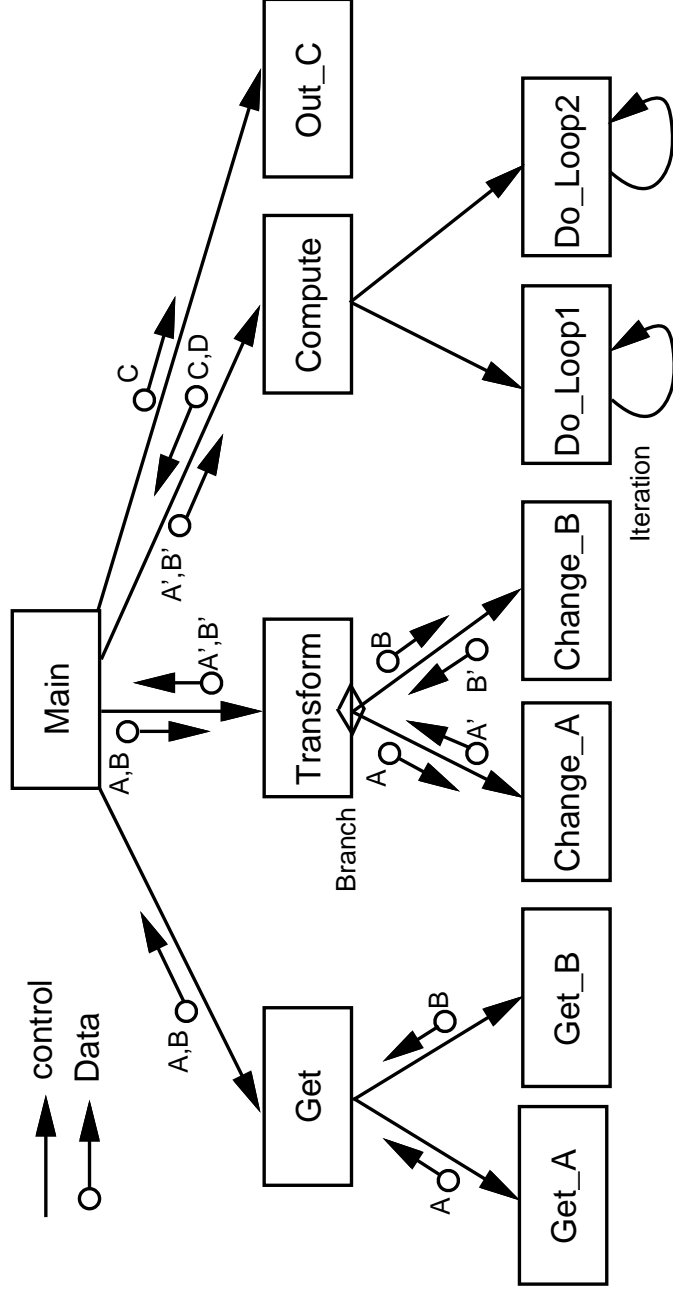 control
Data
Main
A,B
A,B
A',B'
A',B'
C,D
C
Get
Transform
Compute
Out_C
Branch
A
B
A
A'
B'
B
Get_A
Get_B
Change_A
Change_B
Do_Loop1
Do_Loop2
Iteration